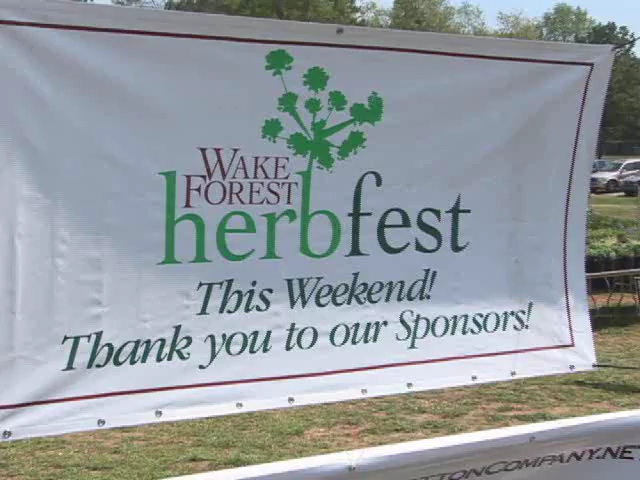 WAKE
FOREST
herbfest
This Weekend!
Thank you to our Sponsors!